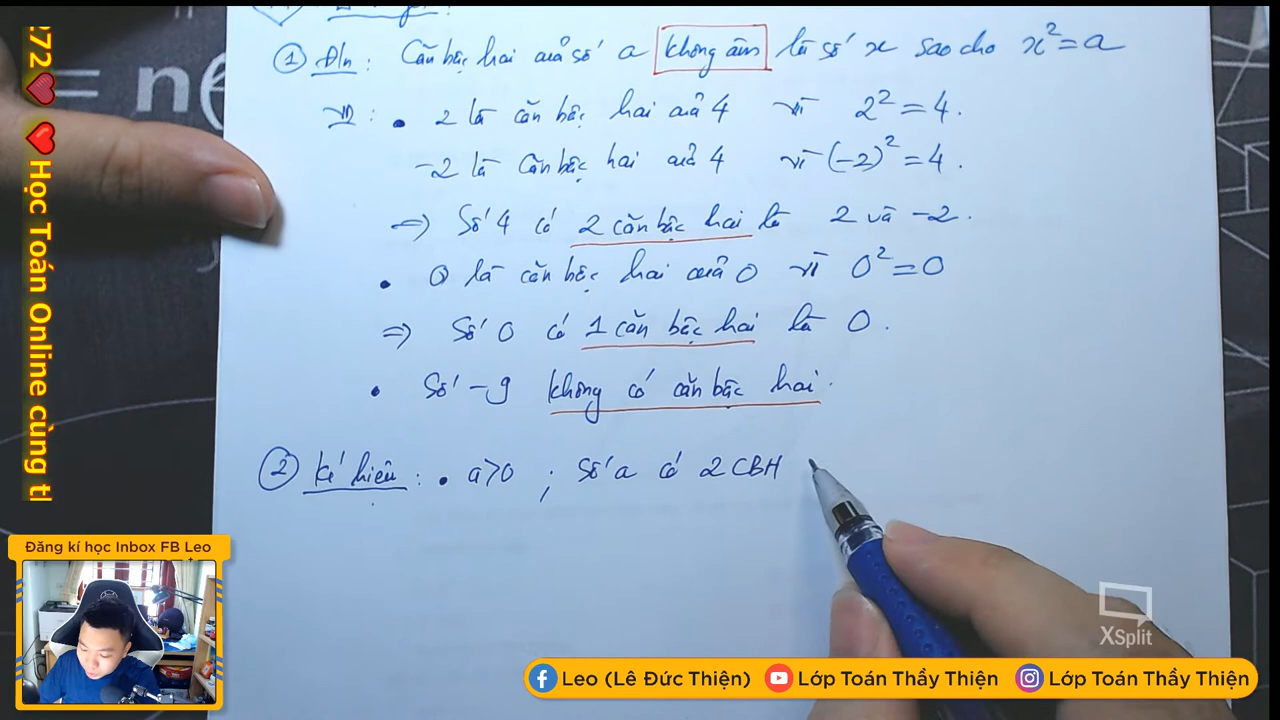 ① Đ/n : Căn bậc hai của số a không âm là số x sao cho x² = a
VD : • 2 là căn bậc hai của 4 vì 2² = 4.
-2 là căn bậc hai của 4 vì (-2)² = 4.
=> Số 4 có 2 căn bậc hai là 2 và -2.
• 0 là căn bậc hai của 0 vì 0² = 0
=> Số 0 có 1 căn bậc hai là 0.
• Số -9 không có căn bậc hai.
② Kí hiệu : • a>0 ; Số a có 2 CBH
:72 ❤ ❤ Học Toán Online cùng tl
Đăng kí học Inbox FB Leo
XSplit
Leo (Lê Đức Thiện) Lớp Toán Thầy Thiện Lớp Toán Thầy Thiện